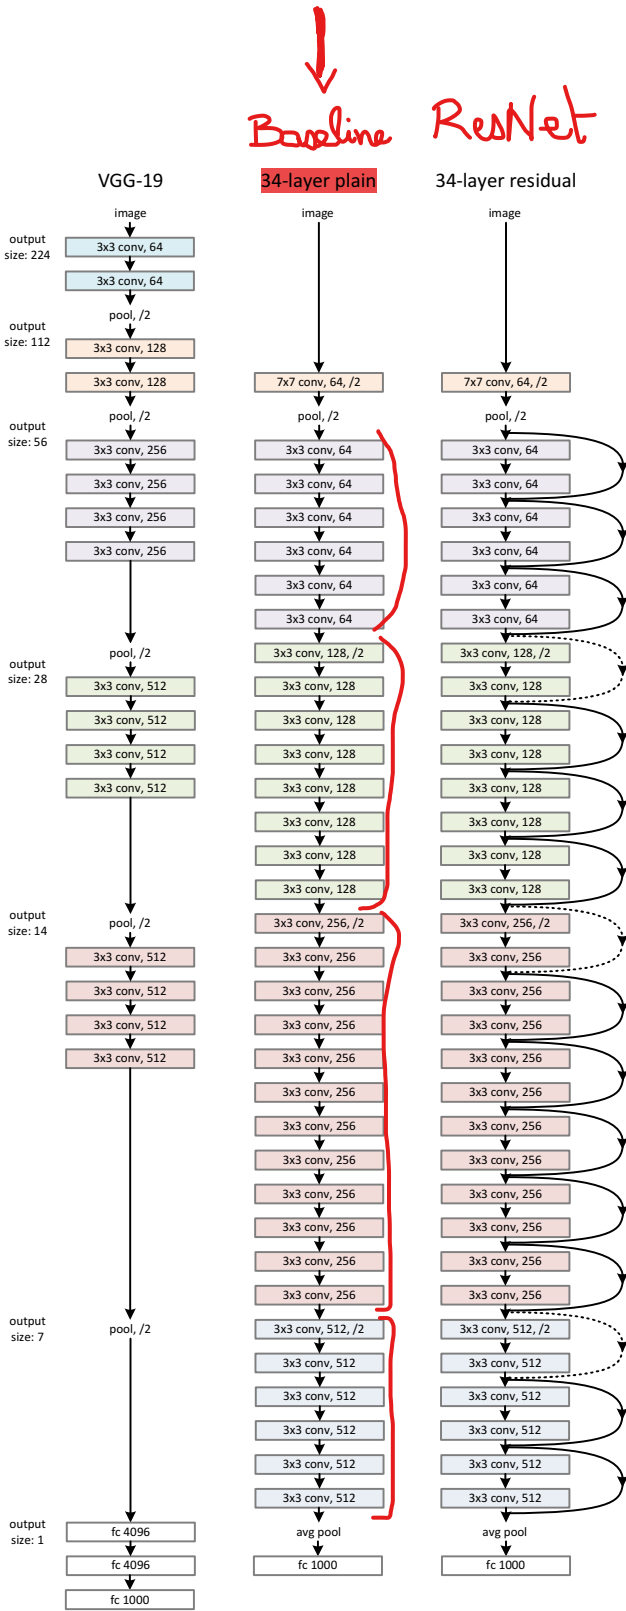 Baseline
ResNet
output
size: 224
output
size: 112
output
size: 56
output
size: 28
output
size: 14
output
size: 7
output
size: 1
VGG-19
image
3x3 conv, 64
3x3 conv, 64
pool, /2
3x3 conv, 128
3x3 conv, 128
pool, /2
3x3 conv, 256
3x3 conv, 256
3x3 conv, 256
3x3 conv, 256
pool, /2
3x3 conv, 512
3x3 conv, 512
3x3 conv, 512
3x3 conv, 512
pool, /2
3x3 conv, 512
3x3 conv, 512
3x3 conv, 512
3x3 conv, 512
pool, /2
fc 4096
fc 4096
fc 1000
34-layer plain
image
7x7 conv, 64, /2
pool, /2
3x3 conv, 64
3x3 conv, 64
3x3 conv, 64
3x3 conv, 64
3x3 conv, 64
3x3 conv, 64
3x3 conv, 128, /2
3x3 conv, 128
3x3 conv, 128
3x3 conv, 128
3x3 conv, 128
3x3 conv, 128
3x3 conv, 128
3x3 conv, 128
3x3 conv, 256, /2
3x3 conv, 256
3x3 conv, 256
3x3 conv, 256
3x3 conv, 256
3x3 conv, 256
3x3 conv, 256
3x3 conv, 256
3x3 conv, 256
3x3 conv, 256
3x3 conv, 256
3x3 conv, 256
3x3 conv, 512, /2
3x3 conv, 512
3x3 conv, 512
3x3 conv, 512
3x3 conv, 512
3x3 conv, 512
avg pool
fc 1000
34-layer residual
image
7x7 conv, 64, /2
pool, /2
3x3 conv, 64
3x3 conv, 64
3x3 conv, 64
3x3 conv, 64
3x3 conv, 64
3x3 conv, 64
3x3 conv, 128, /2
3x3 conv, 128
3x3 conv, 128
3x3 conv, 128
3x3 conv, 128
3x3 conv, 128
3x3 conv, 128
3x3 conv, 128
3x3 conv, 256, /2
3x3 conv, 256
3x3 conv, 256
3x3 conv, 256
3x3 conv, 256
3x3 conv, 256
3x3 conv, 256
3x3 conv, 256
3x3 conv, 256
3x3 conv, 256
3x3 conv, 256
3x3 conv, 256
3x3 conv, 512, /2
3x3 conv, 512
3x3 conv, 512
3x3 conv, 512
3x3 conv, 512
3x3 conv, 512
avg pool
fc 1000